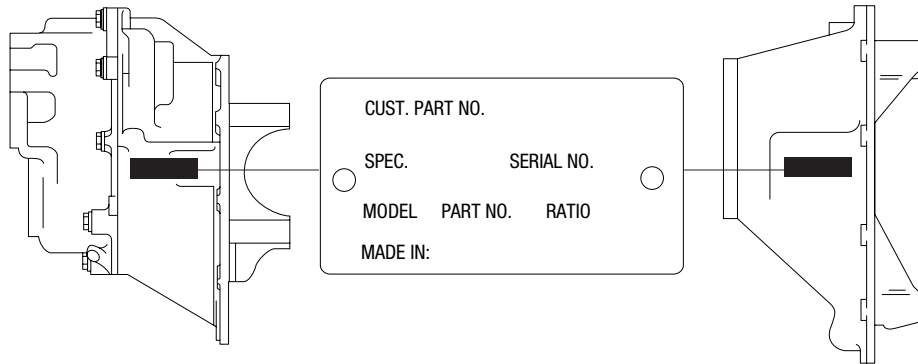 CUST. PART NO.
SPEC. SERIAL NO.
MODEL PART NO. RATIO
MADE IN: